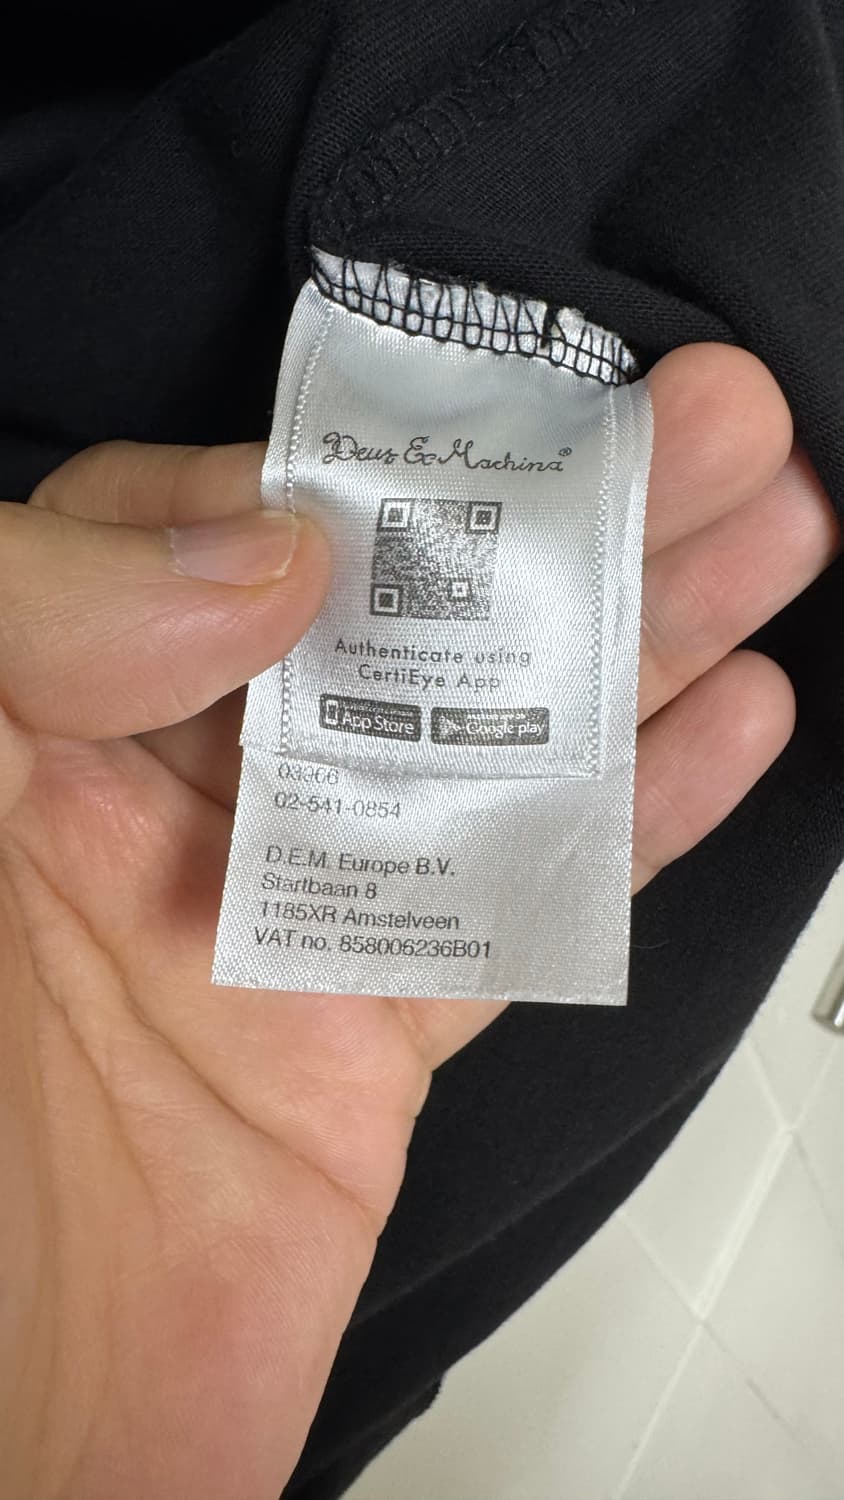 Deus Ex Machina®
Authenticate using
CertiEye App
App Store
Google play
02-541-0854
D.E.M. Europe B.V.
Startbaan 8
1185XR Amstelveen
VAT no. 858006236B01